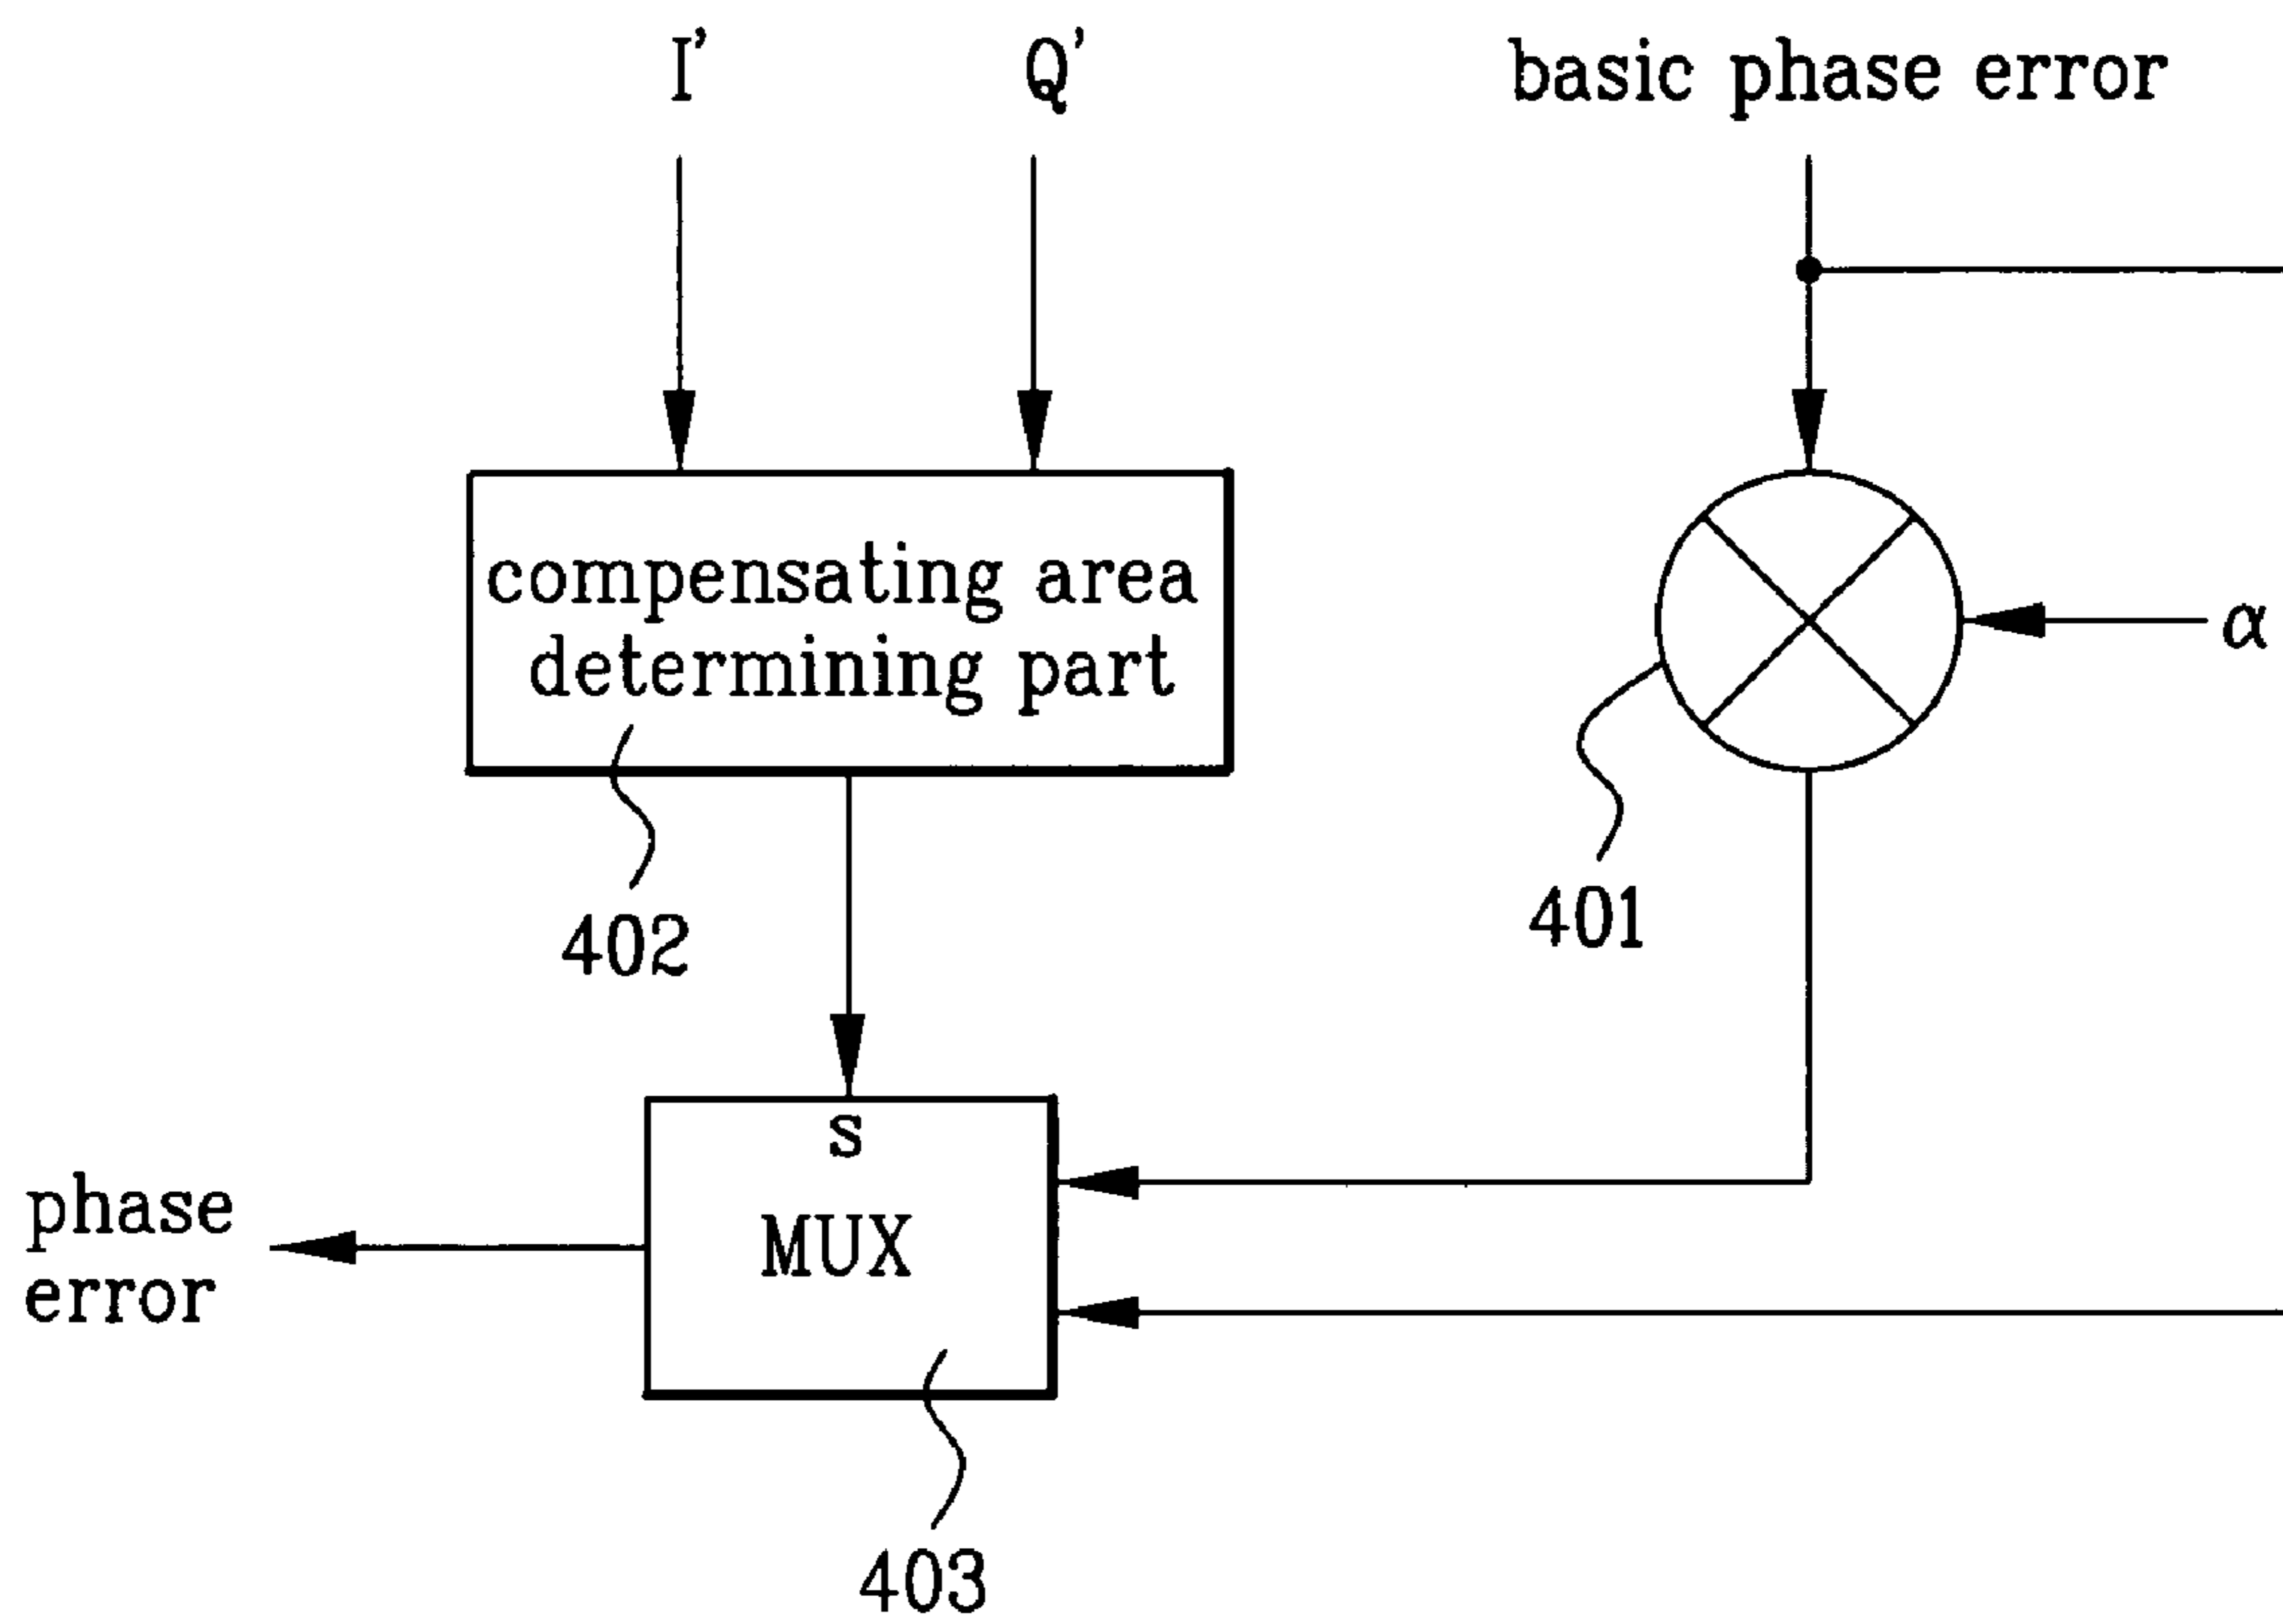 I'
Q'
basic phase error
compensating area
determining part
α
402
401
s
MUX
phase
error
403